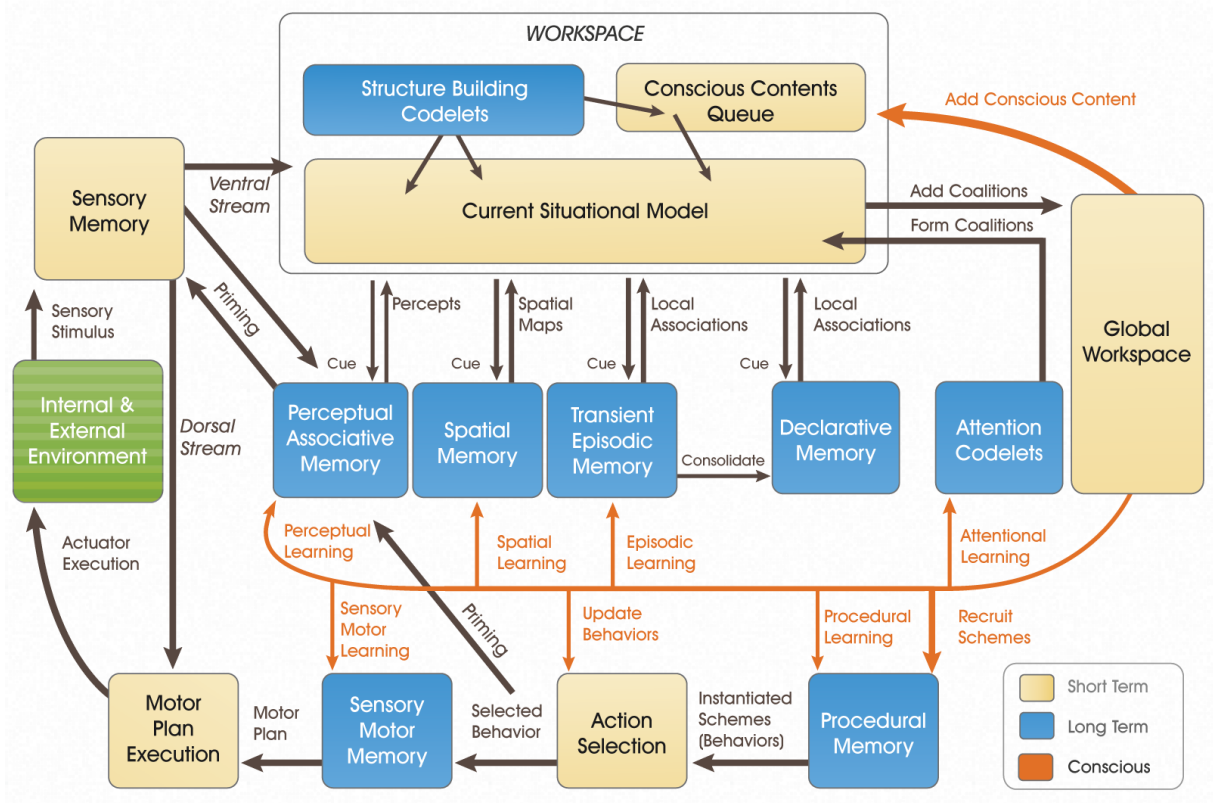 WORKSPACE
Structure Building
Codelets
Conscious Contents
Queue
Add Conscious Content
Sensory
Memory
Ventral
Stream
Current Situational Model
Add Coalitions
Form Coalitions
Global
Workspace
Priming
Sensory
Stimulus
Percepts
Cue
Spatial
Maps
Cue
Local
Associations
Cue
Local
Associations
Cue
Internal &
External
Environment
Dorsal
Stream
Perceptual
Associative
Memory
Spatial
Memory
Transient
Episodic
Memory
Consolidate
Declarative
Memory
Attention
Codelets
Actuator
Execution
Perceptual
Learning
Spatial
Learning
Episodic
Learning
Attentional
Learning
Priming
Sensory
Motor
Learning
Update
Behaviors
Procedural
Learning
Recruit
Schemes
Motor
Plan
Execution
Motor
Plan
Sensory
Motor
Memory
Selected
Behavior
Action
Selection
Instantiated
Schemes
(Behaviors)
Procedural
Memory
Short Term
Long Term
Conscious